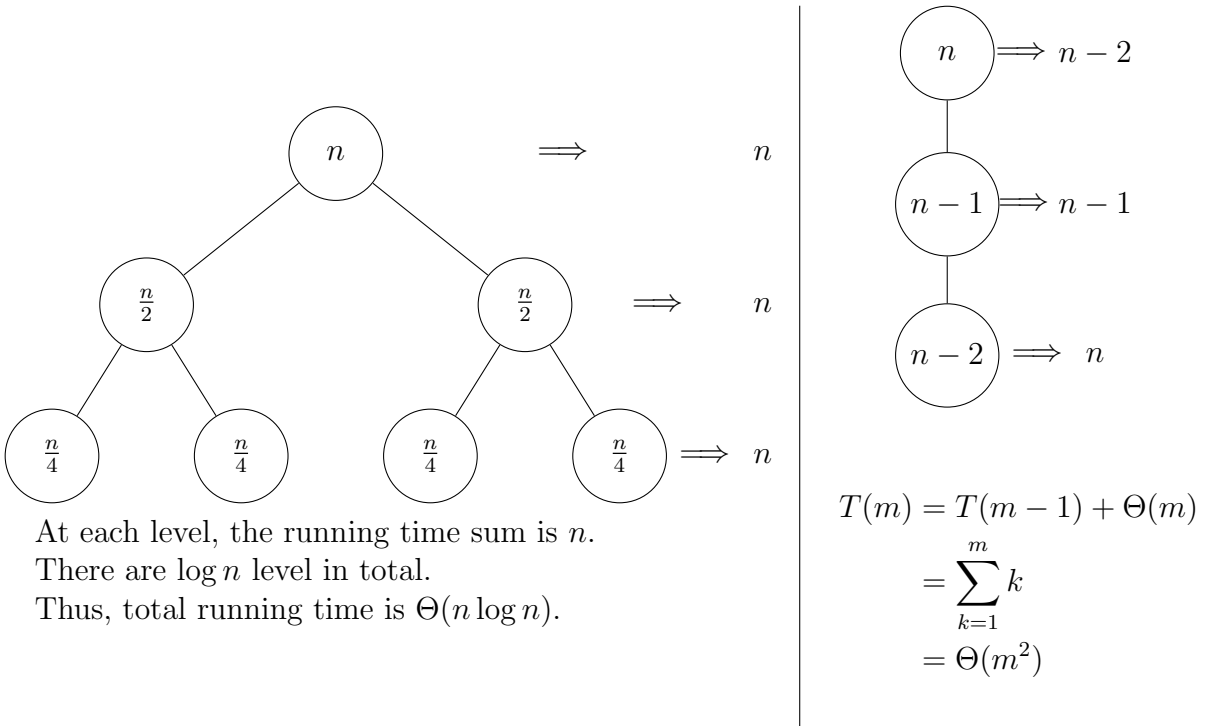 n ⟹ n
n/2 n/2 ⟹ n
n/4 n/4 n/4 n/4 ⟹ n
At each level, the running time sum is n.
There are log n level in total.
Thus, total running time is Θ(n log n).
n ⟹ n − 2
n − 1 ⟹ n − 1
n − 2 ⟹ n
T(m) = T(m − 1) + Θ(m)
= ∑_{k=1}^{m} k
= Θ(m²)